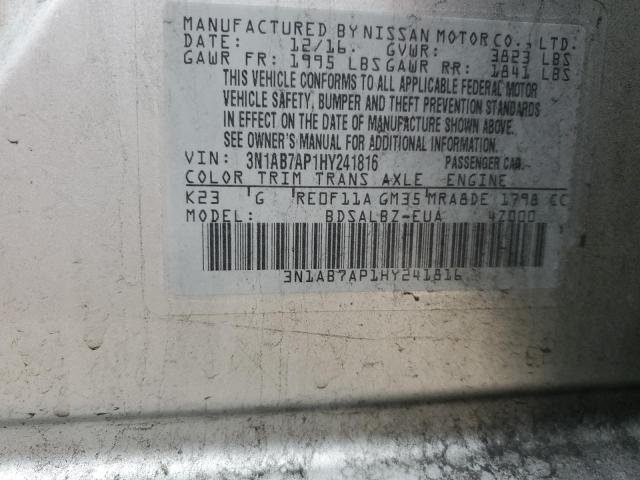 MANUFACTURED BY NISSAN MOTOR CO., LTD.
DATE: 12/16 GVWR: 3823 LBS
GAWR FR: 1995 LBS GAWR RR: 1841 LBS
THIS VEHICLE CONFORMS TO ALL APPLICABLE FEDERAL MOTOR
VEHICLE SAFETY, BUMPER AND THEFT PREVENTION STANDARDS
IN EFFECT ON THE DATE OF MANUFACTURE SHOWN ABOVE.
SEE OWNER'S MANUAL FOR ADDITIONAL INFORMATION.
VIN: 3N1AB7AP1HY241816 PASSENGER CAR
COLOR TRIM TRANS AXLE ENGINE
K23 G RE0F11A GM35 MRA8DE 1798 CC
MODEL: BDSALBZ-EUA 4Z000
3N1AB7AP1HY241816